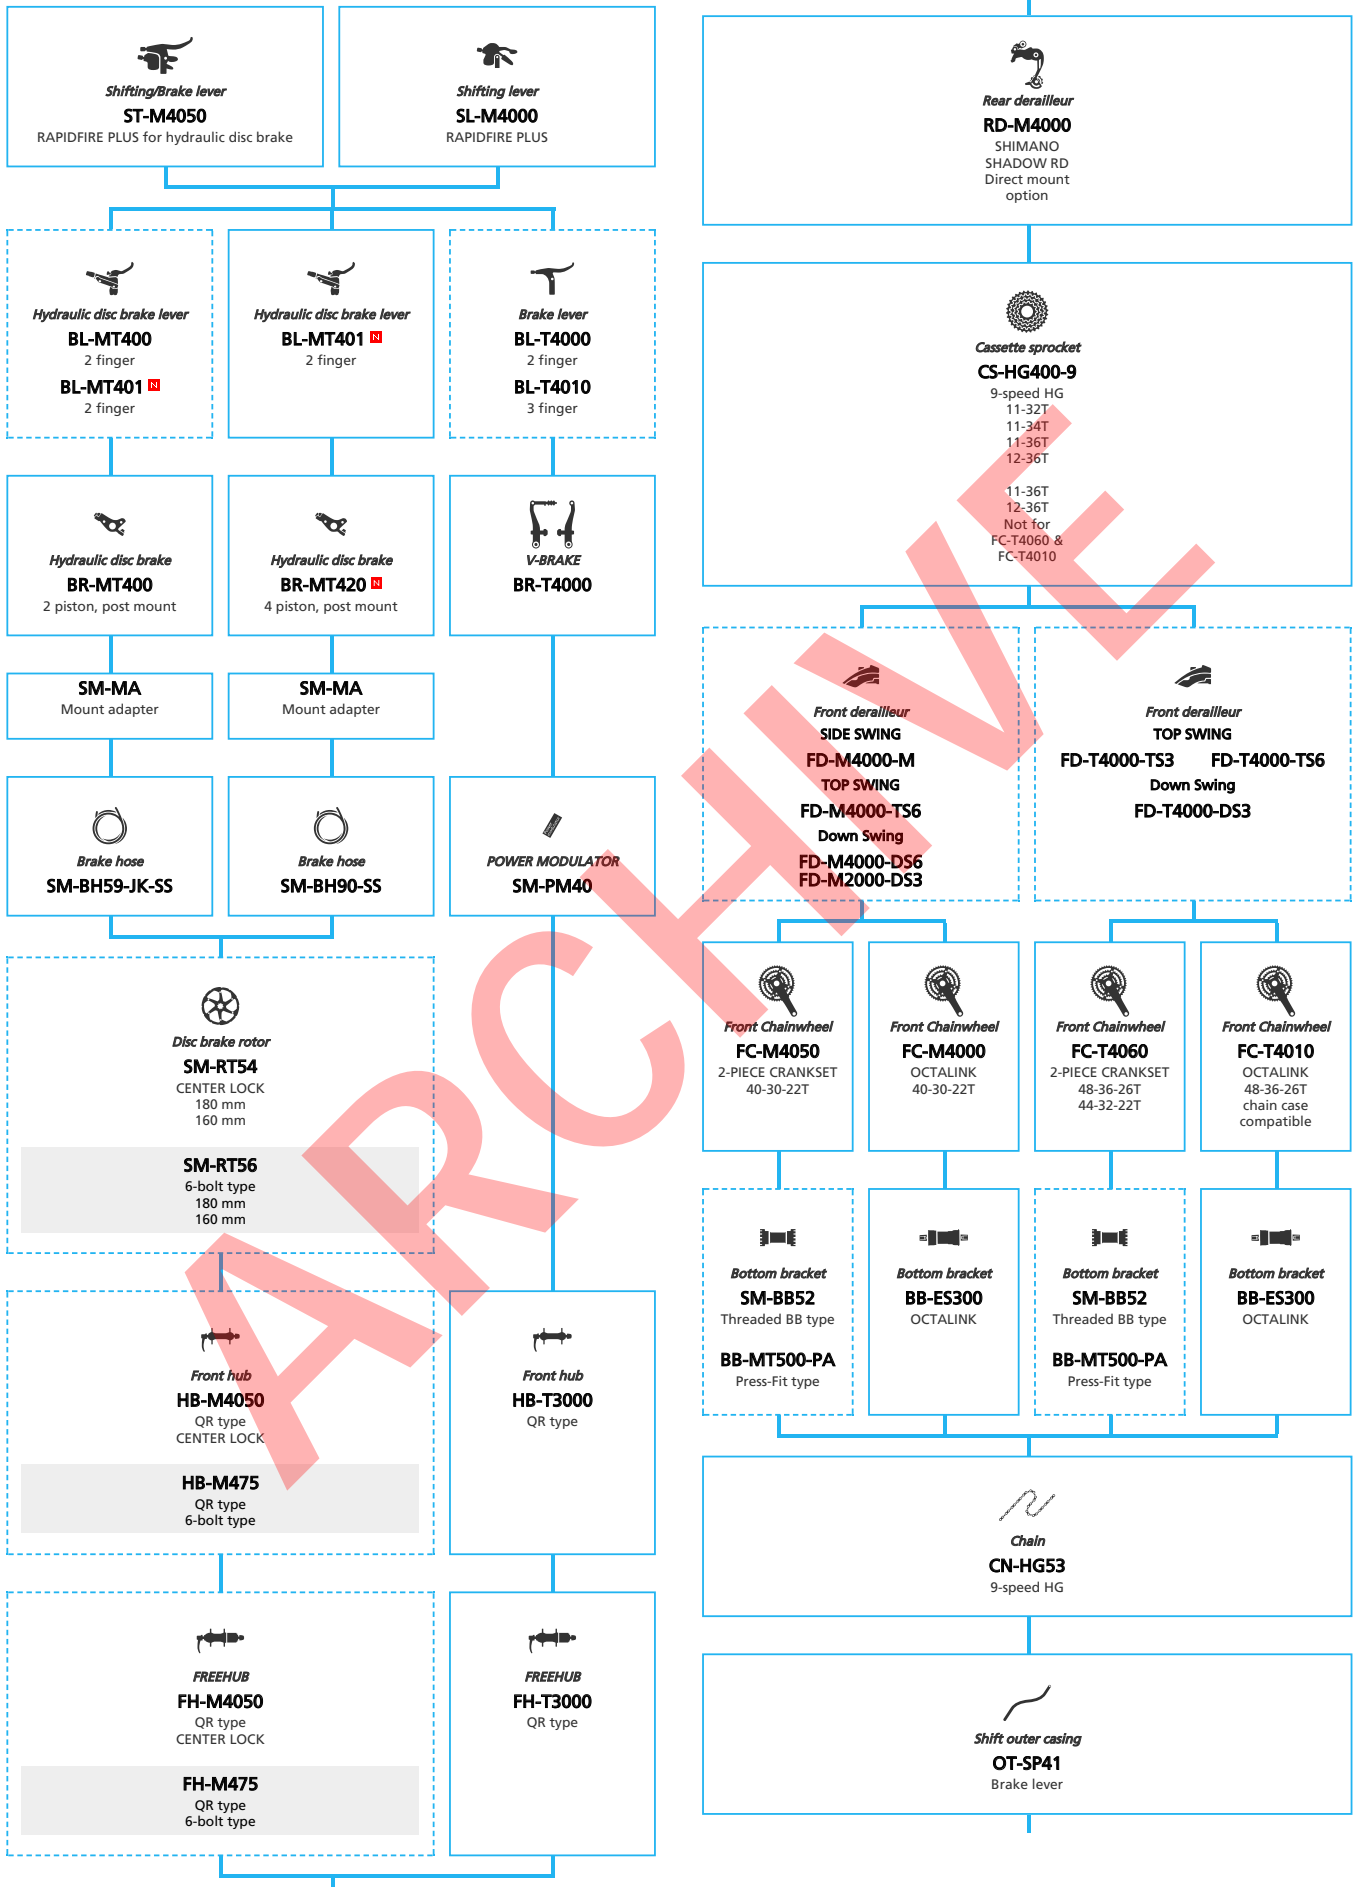 Shifting/Brake lever
ST-M4050
RAPIDFIRE PLUS for hydraulic disc brake
Shifting lever
SL-M4000
RAPIDFIRE PLUS
Hydraulic disc brake lever
BL-MT400
2 finger
BL-MT401 N
2 finger
Hydraulic disc brake lever
BL-MT401 N
2 finger
Brake lever
BL-T4000
2 finger
BL-T4010
3 finger
Hydraulic disc brake
BR-MT400
2 piston, post mount
Hydraulic disc brake
BR-MT420 N
4 piston, post mount
V-BRAKE
BR-T4000
SM-MA
Mount adapter
SM-MA
Mount adapter
Brake hose
SM-BH59-JK-SS
Brake hose
SM-BH90-SS
POWER MODULATOR
SM-PM40
Disc brake rotor
SM-RT54
CENTER LOCK
180 mm
160 mm
SM-RT56
6-bolt type
180 mm
160 mm
Front hub
HB-M4050
QR type
CENTER LOCK
HB-M475
QR type
6-bolt type
Front hub
HB-T3000
QR type
FREEHUB
FH-M4050
QR type
CENTER LOCK
FH-M475
QR type
6-bolt type
FREEHUB
FH-T3000
QR type
Rear derailleur
RD-M4000
SHIMANO
SHADOW RD
Direct mount
option
Cassette sprocket
CS-HG400-9
9-speed HG
11-32T
11-34T
11-36T
12-36T
11-36T
12-36T
Not for
FC-T4060 &
FC-T4010
Front derailleur
SIDE SWING
FD-M4000-M
TOP SWING
FD-M4000-TS6
Down Swing
FD-M4000-DS6
FD-M2000-DS3
Front derailleur
TOP SWING
FD-T4000-TS3 FD-T4000-TS6
Down Swing
FD-T4000-DS3
Front Chainwheel
FC-M4050
2-PIECE CRANKSET
40-30-22T
Front Chainwheel
FC-M4000
OCTALINK
40-30-22T
Front Chainwheel
FC-T4060
2-PIECE CRANKSET
48-36-26T
44-32-22T
Front Chainwheel
FC-T4010
OCTALINK
48-36-26T
chain case
compatible
Bottom bracket
SM-BB52
Threaded BB type
BB-MT500-PA
Press-Fit type
Bottom bracket
BB-ES300
OCTALINK
Bottom bracket
SM-BB52
Threaded BB type
BB-MT500-PA
Press-Fit type
Bottom bracket
BB-ES300
OCTALINK
Chain
CN-HG53
9-speed HG
Shift outer casing
OT-SP41
Brake lever
ARCHIVE